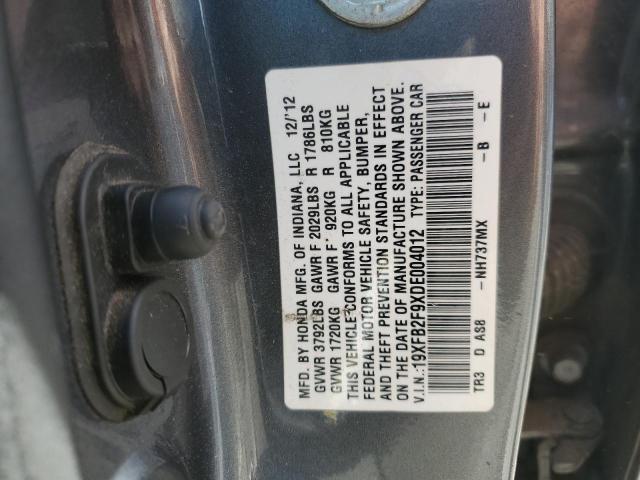 MFD. BY HONDA MFG. OF INDIANA, LLC 12/'12
GVWR 3792LBS GAWR F 2029LBS R 1786LBS
GVWR 1720KG GAWR F 920KG R 810KG
THIS VEHICLE CONFORMS TO ALL APPLICABLE
FEDERAL MOTOR VEHICLE SAFETY, BUMPER,
AND THEFT PREVENTION STANDARDS IN EFFECT
ON THE DATE OF MANUFACTURE SHOWN ABOVE.
V.I.N.:19XFB2F9XDE004012 TYPE: PASSENGER CAR
TR3 D AS8 -NH737MX -B -E